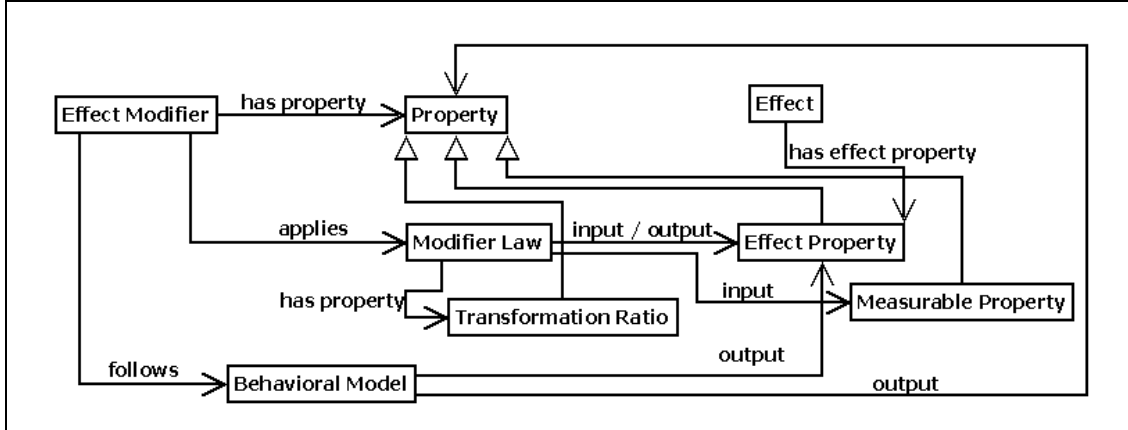 Effect Modifier
has property
Property
Effect
has effect property
applies
Modifier Law
input / output
Effect Property
has property
Transformation Ratio
input
Measurable Property
follows
Behavioral Model
output
output